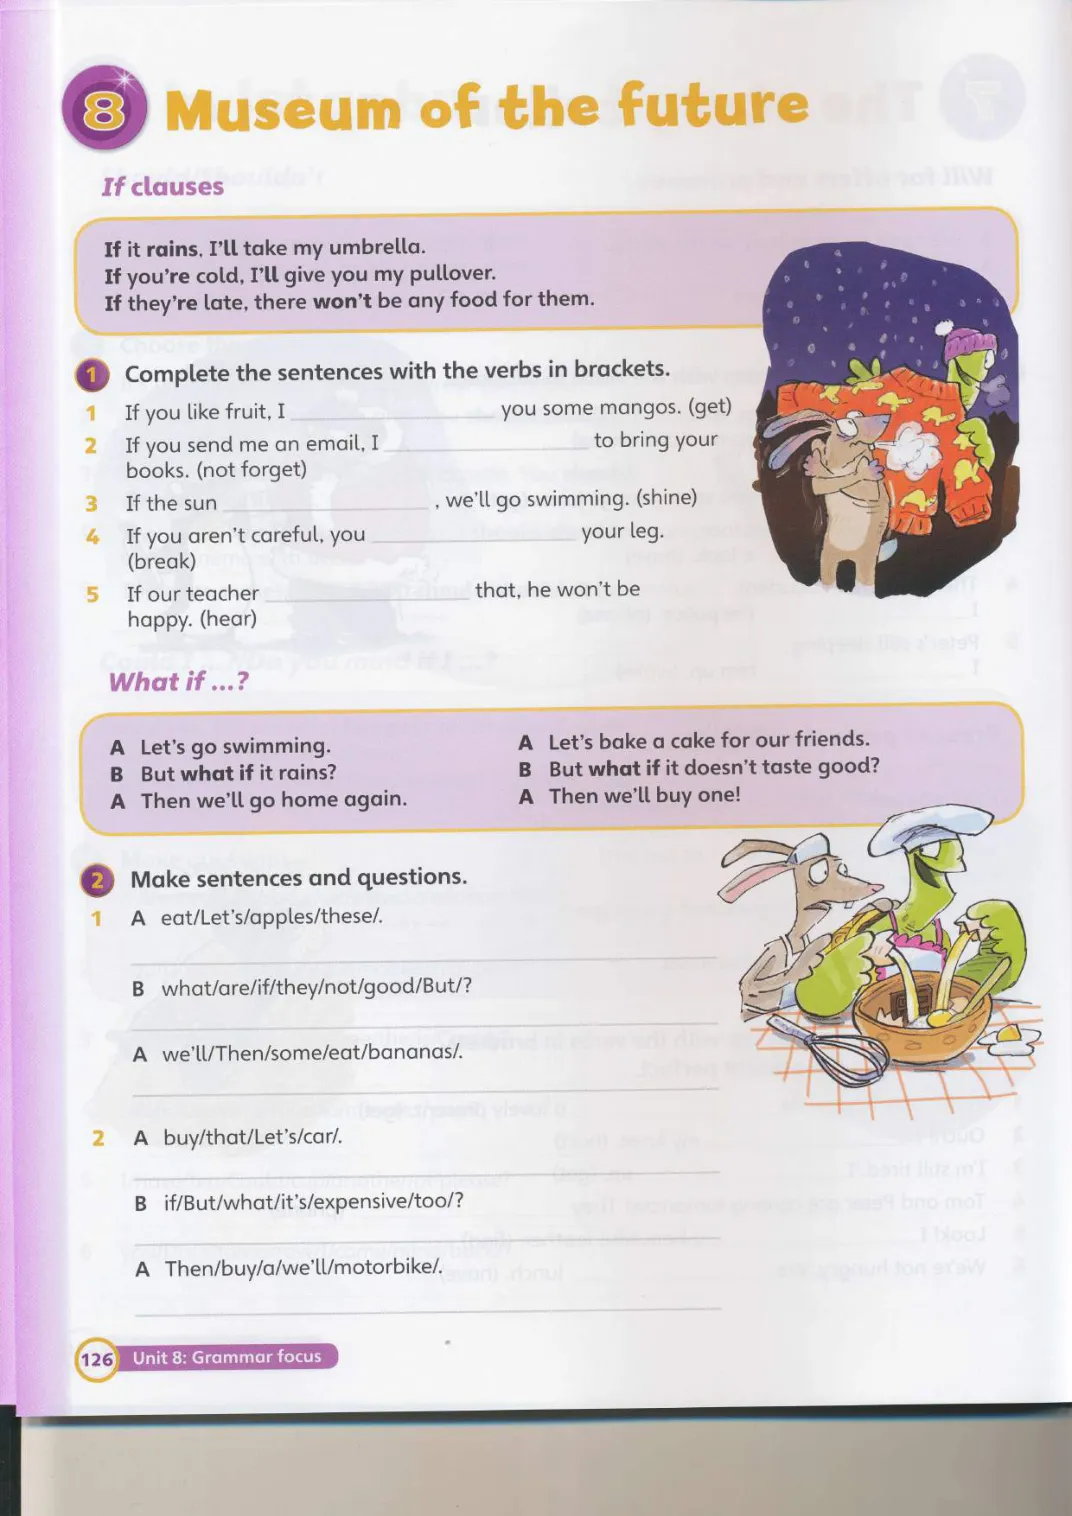 8 Museum of the future
If clauses
If it rains, I'll take my umbrella.
If you're cold, I'll give you my pullover.
If they're late, there won't be any food for them.
1 Complete the sentences with the verbs in brackets.
1 If you like fruit, I ____________ you some mangos. (get)
2 If you send me an email, I ____________ to bring your
books. (not forget)
3 If the sun ____________, we'll go swimming. (shine)
4 If you aren't careful, you ____________ your leg.
(break)
5 If our teacher ____________ that, he won't be
happy. (hear)
What if ...?
A Let's go swimming.
B But what if it rains?
A Then we'll go home again.
A Let's bake a cake for our friends.
B But what if it doesn't taste good?
A Then we'll buy one!
2 Make sentences and questions.
1 A eat/Let's/apples/these/.
B what/are/if/they/not/good/But/?
A we'll/Then/some/eat/bananas/.
2 A buy/that/Let's/car/.
B if/But/what/it's/expensive/too/?
A Then/buy/a/we'll/motorbike/.
126 Unit 8: Grammar focus